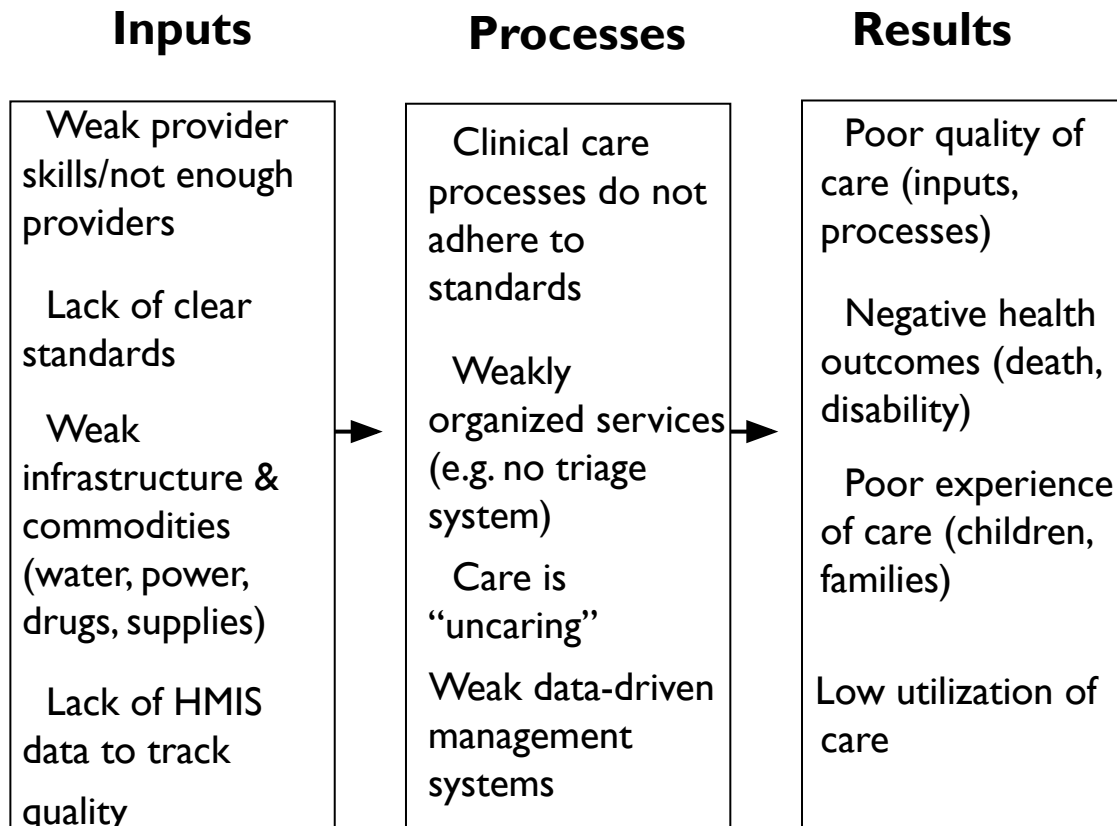 Inputs
Processes
Results
Weak provider
skills/not enough
providers
Lack of clear
standards
Weak
infrastructure &
commodities
(water, power,
drugs, supplies)
Lack of HMIS
data to track
quality
Clinical care
processes do not
adhere to
standards
Weakly
organized services
(e.g. no triage
system)
Care is
“uncaring”
Weak data-driven
management
systems
Poor quality of
care (inputs,
processes)
Negative health
outcomes (death,
disability)
Poor experience
of care (children,
families)
Low utilization of
care